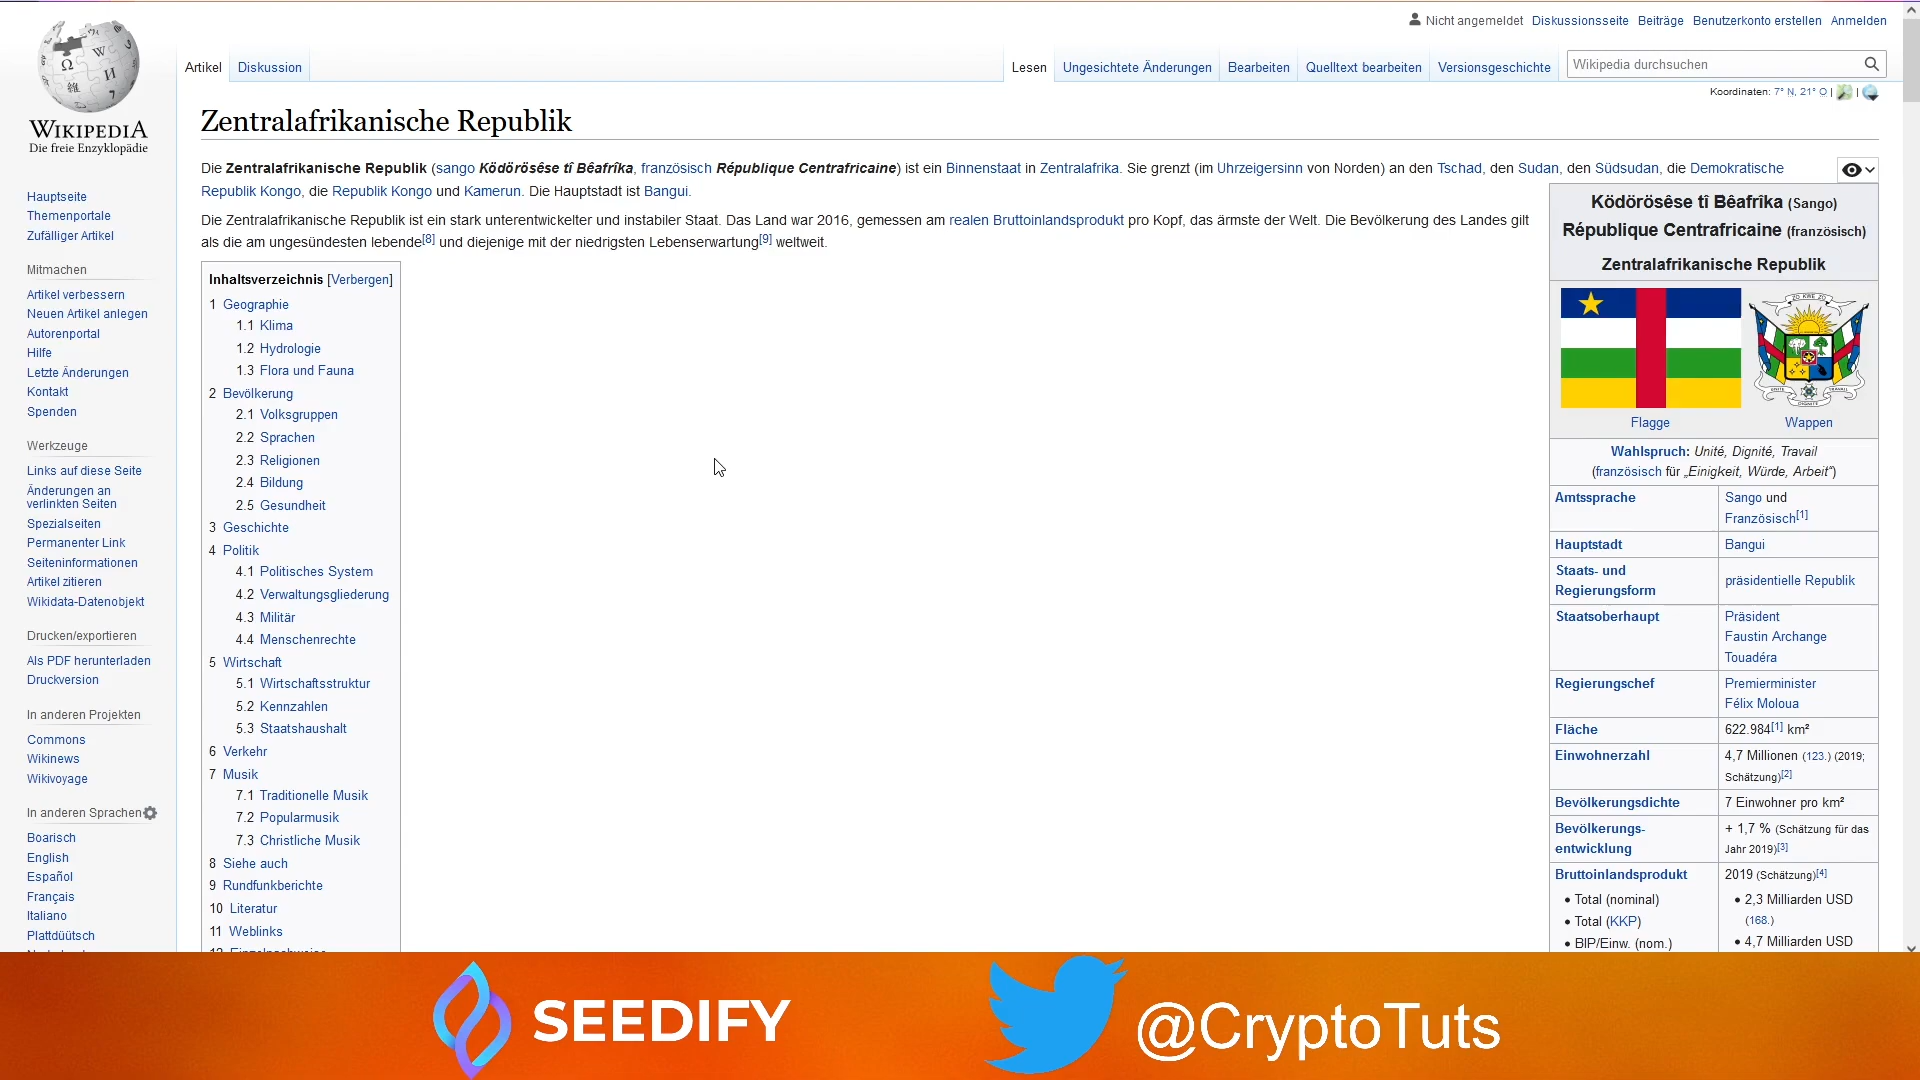 Nicht angemeldet Diskussionsseite Beiträge Benutzerkonto erstellen Anmelden
Artikel Diskussion Lesen Ungesichtete Änderungen Bearbeiten Quelltext bearbeiten Versionsgeschichte Wikipedia durchsuchen
Koordinaten: 7° N, 21° O | |
WIKIPEDIA
Die freie Enzyklopädie
Hauptseite
Themenportale
Zufälliger Artikel
Mitmachen
Artikel verbessern
Neuen Artikel anlegen
Autorenportal
Hilfe
Letzte Änderungen
Kontakt
Spenden
Werkzeuge
Links auf diese Seite
Änderungen an
verlinkten Seiten
Spezialseiten
Permanenter Link
Seiteninformationen
Artikel zitieren
Wikidata-Datenobjekt
Drucken/exportieren
Als PDF herunterladen
Druckversion
In anderen Projekten
Commons
Wikinews
Wikivoyage
In anderen Sprachen
Boarisch
English
Español
Français
Italiano
Plattdüütsch
Zentralafrikanische Republik
Die Zentralafrikanische Republik (sango Ködörösêse tî Bêafrîka, französisch République Centrafricaine) ist ein Binnenstaat in Zentralafrika. Sie grenzt (im Uhrzeigersinn von Norden) an den Tschad, den Sudan, den Südsudan, die Demokratische
Republik Kongo, die Republik Kongo und Kamerun. Die Hauptstadt ist Bangui.
Die Zentralafrikanische Republik ist ein stark unterentwickelter und instabiler Staat. Das Land war 2016, gemessen am realen Bruttoinlandsprodukt pro Kopf, das ärmste der Welt. Die Bevölkerung des Landes gilt
als die am ungesündesten lebende[8] und diejenige mit der niedrigsten Lebenserwartung[9] weltweit.
Inhaltsverzeichnis [Verbergen]
1 Geographie
1.1 Klima
1.2 Hydrologie
1.3 Flora und Fauna
2 Bevölkerung
2.1 Volksgruppen
2.2 Sprachen
2.3 Religionen
2.4 Bildung
2.5 Gesundheit
3 Geschichte
4 Politik
4.1 Politisches System
4.2 Verwaltungsgliederung
4.3 Militär
4.4 Menschenrechte
5 Wirtschaft
5.1 Wirtschaftsstruktur
5.2 Kennzahlen
5.3 Staatshaushalt
6 Verkehr
7 Musik
7.1 Traditionelle Musik
7.2 Popularmusik
7.3 Christliche Musik
8 Siehe auch
9 Rundfunkberichte
10 Literatur
11 Weblinks
Ködörösêse tî Bêafrîka (Sango)
République Centrafricaine (französisch)
Zentralafrikanische Republik
ZO KWE ZO
Flagge Wappen
Wahlspruch: Unité, Dignité, Travail
(französisch für „Einigkeit, Würde, Arbeit“)
Amtssprache Sango und
Französisch[1]
Hauptstadt Bangui
Staats- und
Regierungsform präsidentielle Republik
Staatsoberhaupt Präsident
Faustin Archange
Touadéra
Regierungschef Premierminister
Félix Moloua
Fläche 622.984[1] km²
Einwohnerzahl 4,7 Millionen (123.) (2019;
Schätzung)[2]
Bevölkerungsdichte 7 Einwohner pro km²
Bevölkerungs-
entwicklung + 1,7 % (Schätzung für das
Jahr 2019)[3]
Bruttoinlandsprodukt 2019 (Schätzung)[4]
• Total (nominal) • 2,3 Milliarden USD
(168.)
• Total (KKP) • 4,7 Milliarden USD
• BIP/Einw. (nom.)
SEEDIFY @CryptoTuts